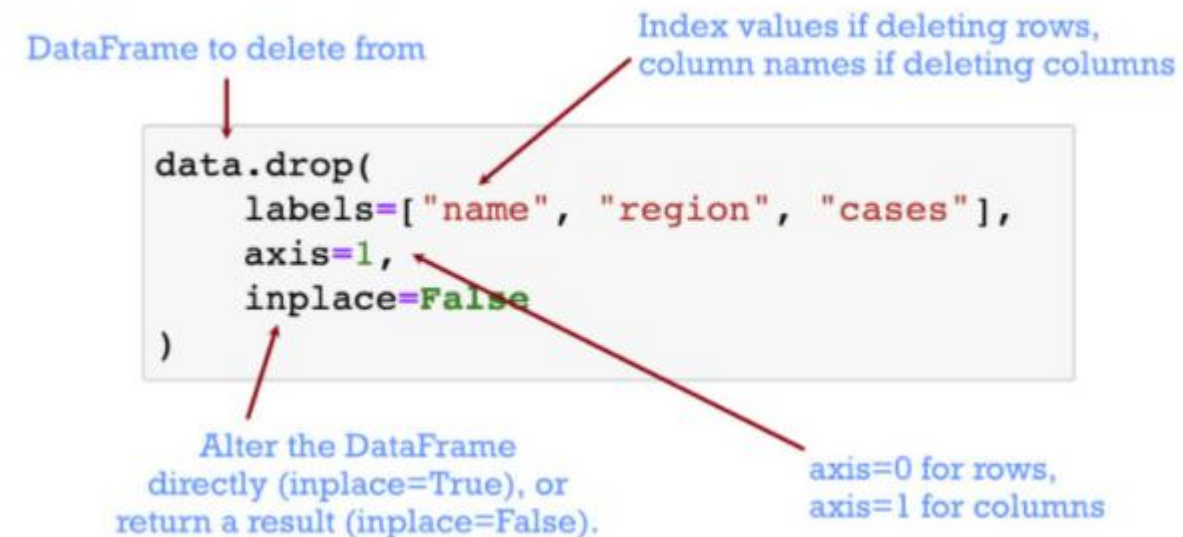 DataFrame to delete from
Index values if deleting rows,
column names if deleting columns
data.drop(
labels=["name", "region", "cases"],
axis=1,
inplace=False
)
Alter the DataFrame
directly (inplace=True), or
return a result (inplace=False).
axis=0 for rows,
axis=1 for columns